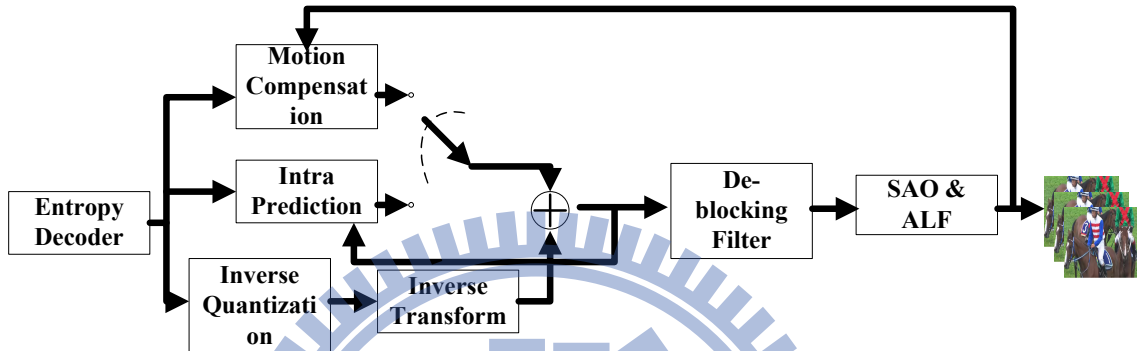 Motion
Compensat
ion
Intra
Prediction
Entropy
Decoder
Inverse
Quantizati
on
Inverse
Transform
De-
blocking
Filter
SAO &
ALF